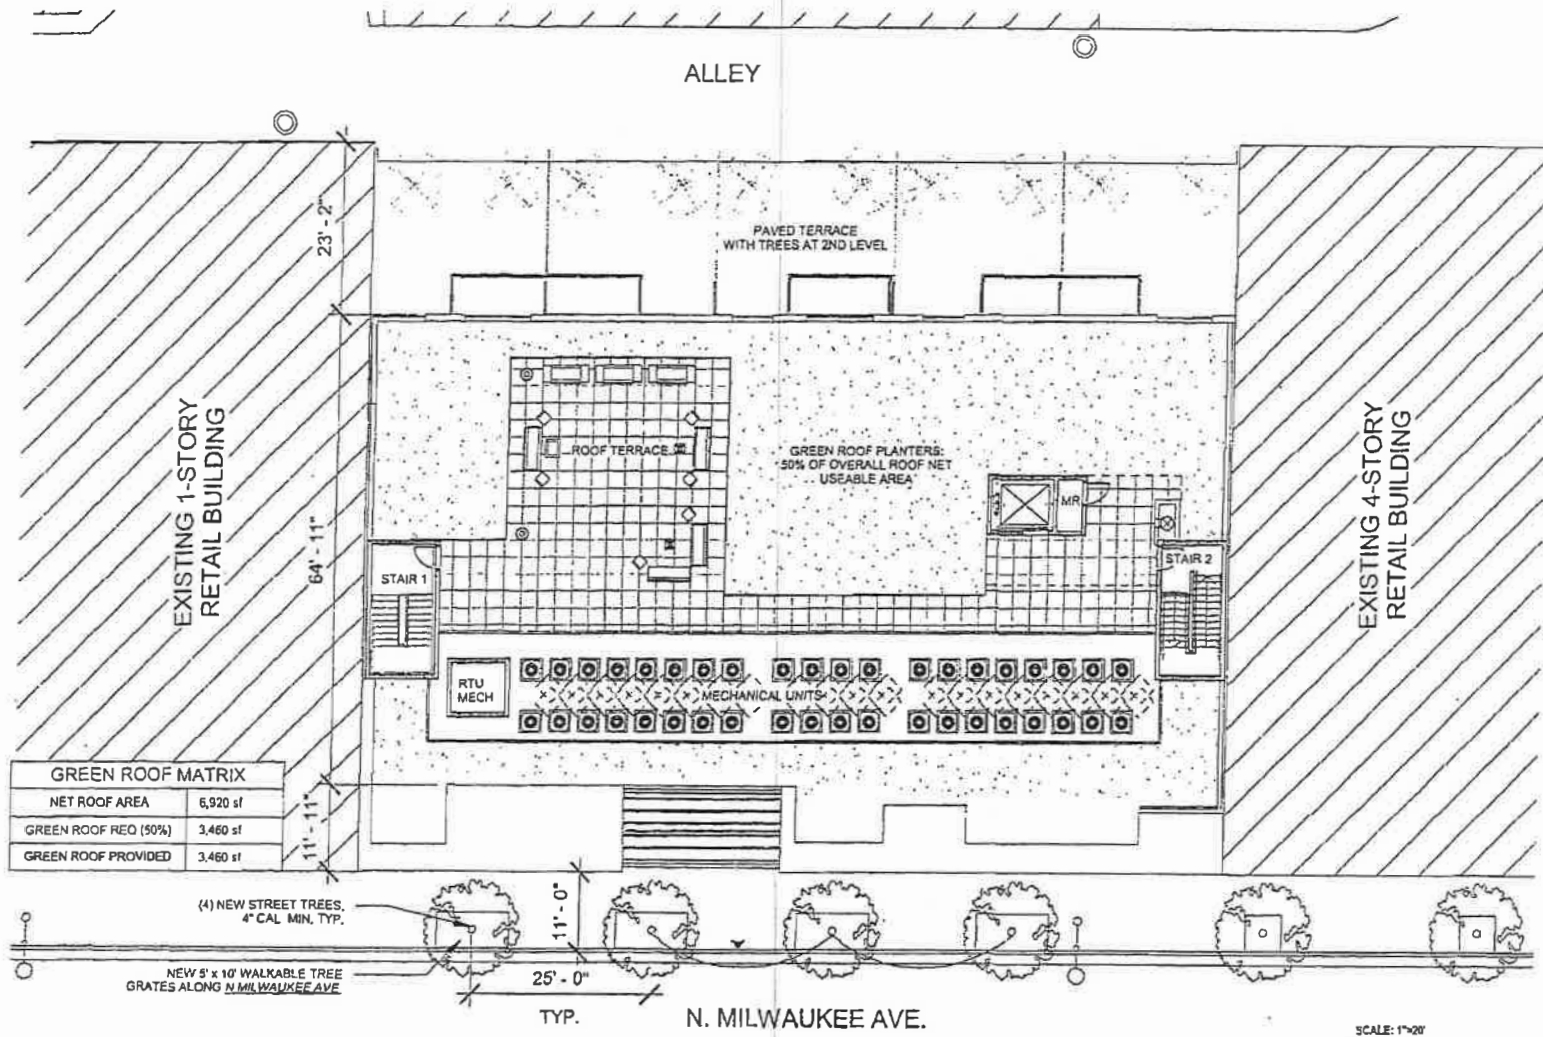 ALLEY
23' - 2"
PAVED TERRACE
WITH TREES AT 2ND LEVEL
EXISTING 1-STORY
RETAIL BUILDING
64' - 11"
ROOF TERRACE
GREEN ROOF PLANTERS:
50% OF OVERALL ROOF NET
USEABLE AREA
MR
EXISTING 4-STORY
RETAIL BUILDING
STAIR 1
STAIR 2
RTU
MECH
MECHANICAL UNITS
GREEN ROOF MATRIX
NET ROOF AREA 6,920 sf
GREEN ROOF REQ (50%) 3,460 sf
GREEN ROOF PROVIDED 3,460 sf
11' - 11"
(4) NEW STREET TREES,
4" CAL MIN, TYP.
11' - 0"
NEW 5' x 10' WALKABLE TREE
GRATES ALONG N MILWAUKEE AVE
25' - 0"
TYP.
N. MILWAUKEE AVE.
SCALE: 1"=20'